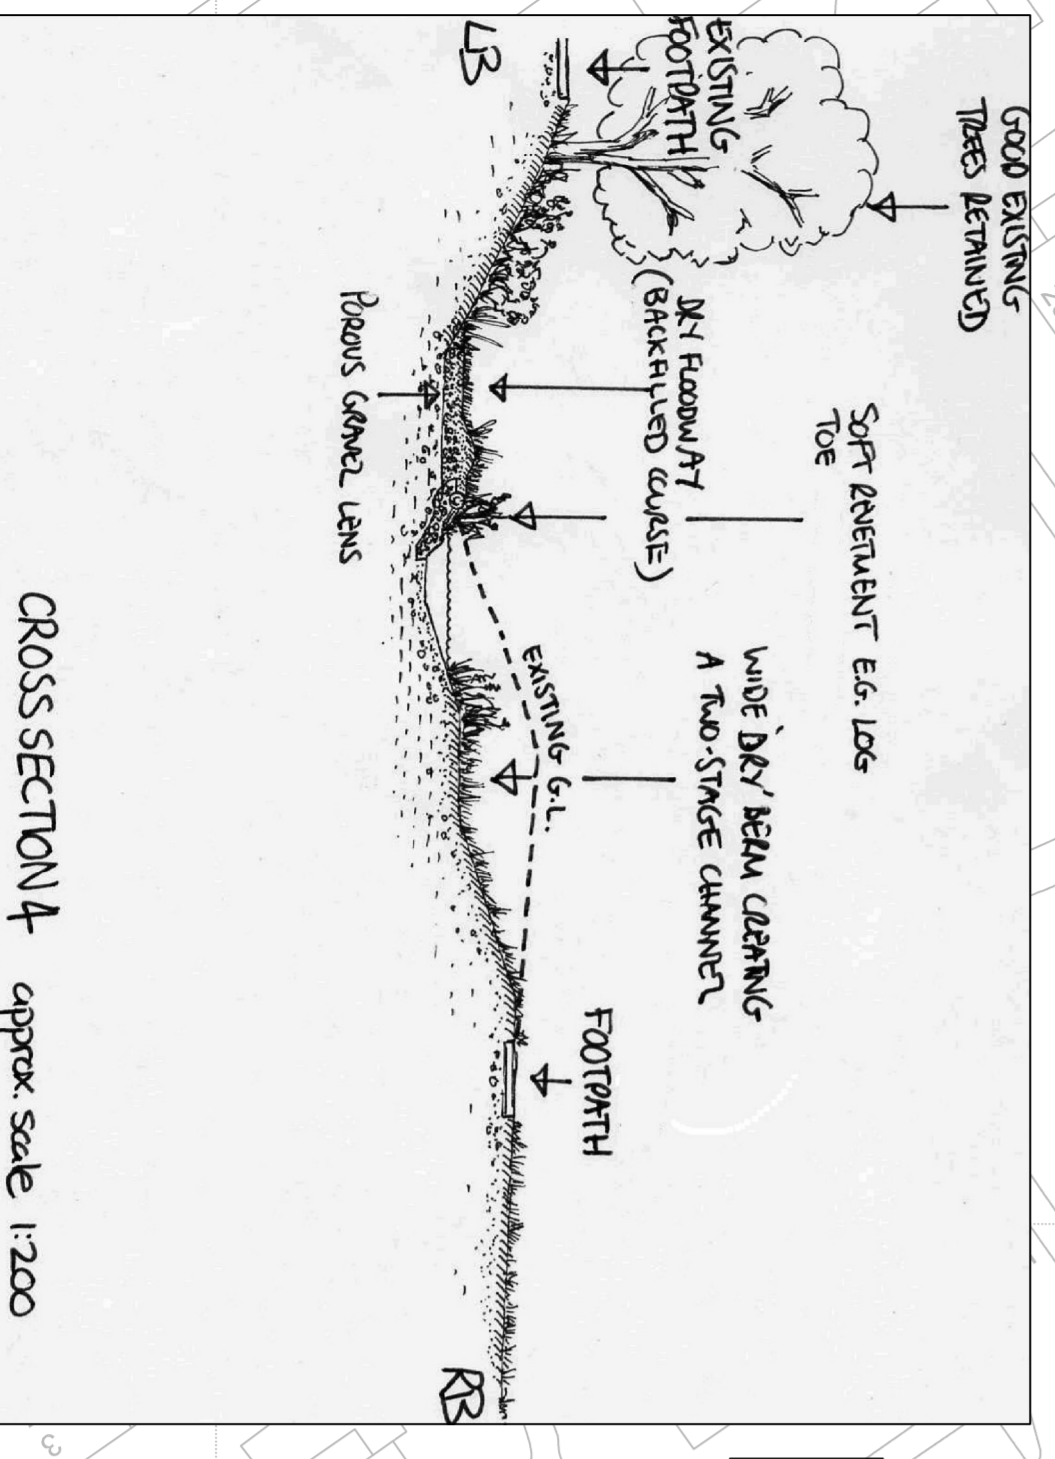 GOOD EXISTING
TREES RETAINED
EXISTING
FOOTPATH
LB
DRY FLOODWAY
(BACKFILLED COURSE)
POROUS GRAVEL LENS
SOFT REVETMENT E.G. LOG
TOE
EXISTING G.L.
WIDE 'DRY' BERM CREATING
A TWO-STAGE CHANNEL
FOOTPATH
RB
CROSS SECTION 4 approx. scale 1:200
3